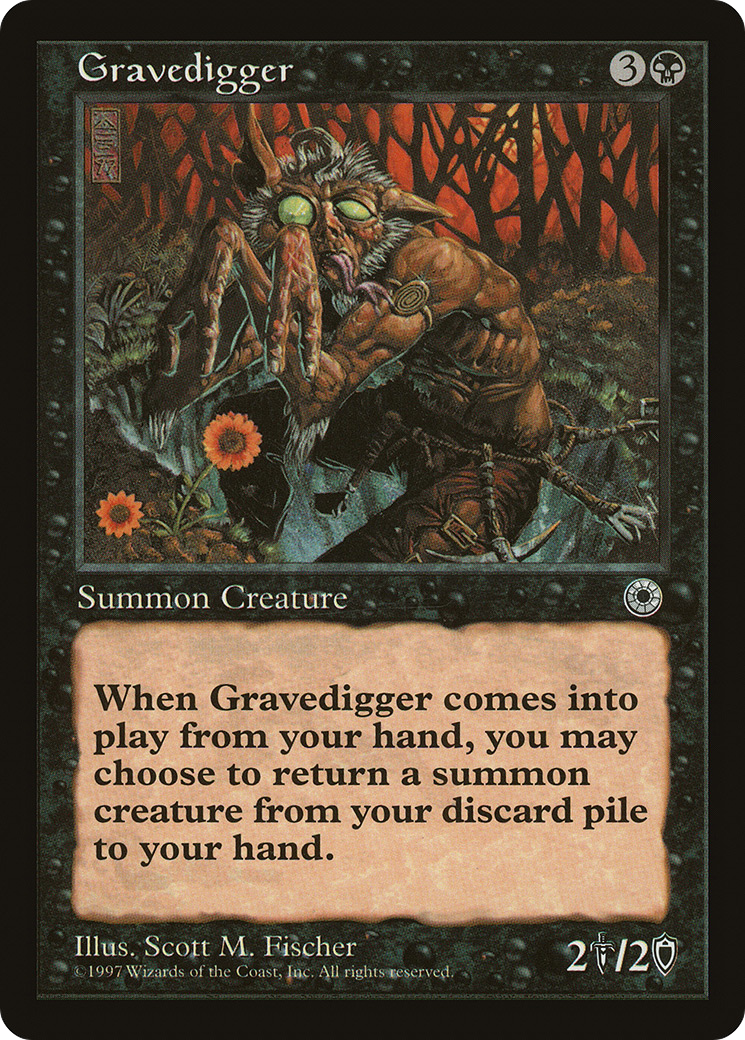 Gravedigger 3
Summon Creature
When Gravedigger comes into
play from your hand, you may
choose to return a summon
creature from your discard pile
to your hand.
Illus. Scott M. Fischer
©1997 Wizards of the Coast, Inc. All rights reserved.
2/2